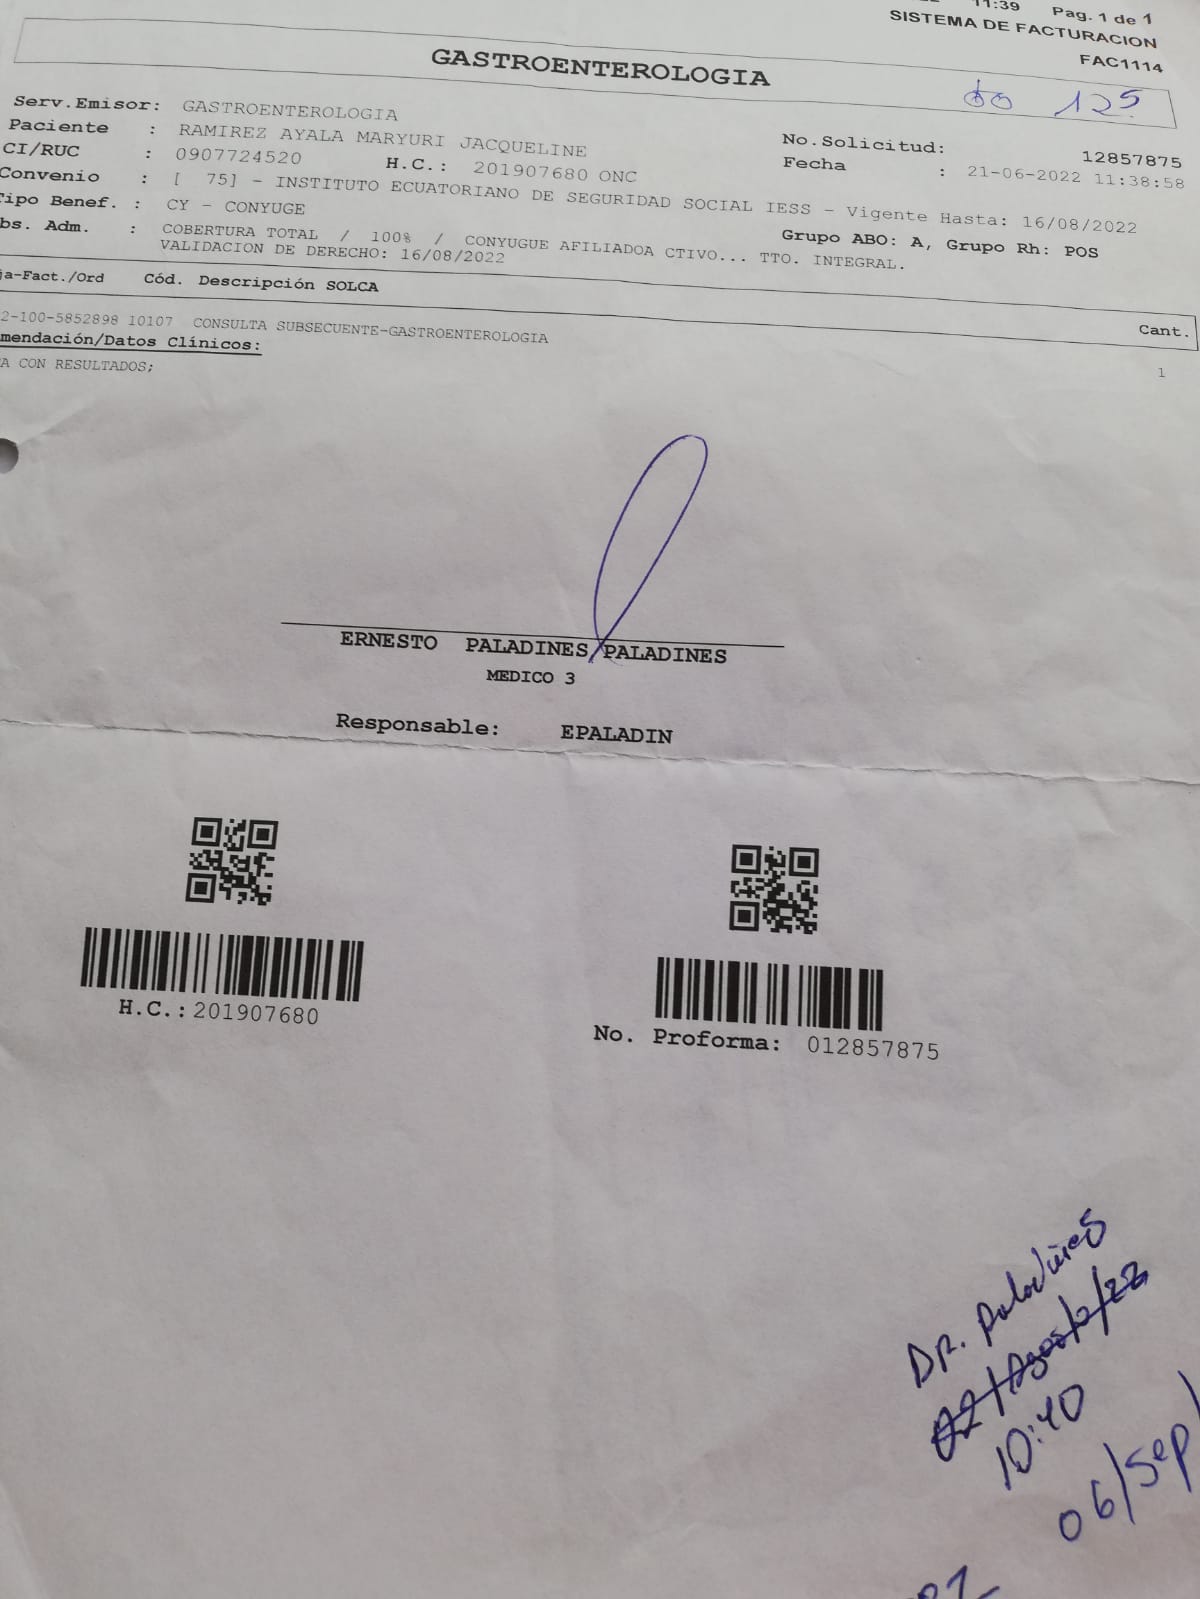 11:39 Pag. 1 de 1
SISTEMA DE FACTURACION
FAC1114
GASTROENTEROLOGIA
125
Serv.Emisor: GASTROENTEROLOGIA
Paciente : RAMIREZ AYALA MARYURI JACQUELINE
No.Solicitud: 12857875
CI/RUC : 0907724520 H.C.: 201907680 ONC
Fecha : 21-06-2022 11:38:58
Convenio : [ 75] - INSTITUTO ECUATORIANO DE SEGURIDAD SOCIAL IESS - Vigente Hasta: 16/08/2022
Tipo Benef. : CY - CONYUGE
Grupo ABO: A, Grupo Rh: POS
bs. Adm. : COBERTURA TOTAL / 100% / CONYUGUE AFILIADOA CTIVO... TTO. INTEGRAL.
VALIDACION DE DERECHO: 16/08/2022
ja-Fact./Ord Cód. Descripción SOLCA Cant.
2-100-5852898 10107 CONSULTA SUBSECUENTE-GASTROENTEROLOGIA 1
mendación/Datos Clínicos:
A CON RESULTADOS;
ERNESTO PALADINES PALADINES
MEDICO 3
Responsable: EPALADIN
H.C.:201907680
No. Proforma: 012857875
DR. Paladines
02/Agosto/22
10:40
06/Sep/